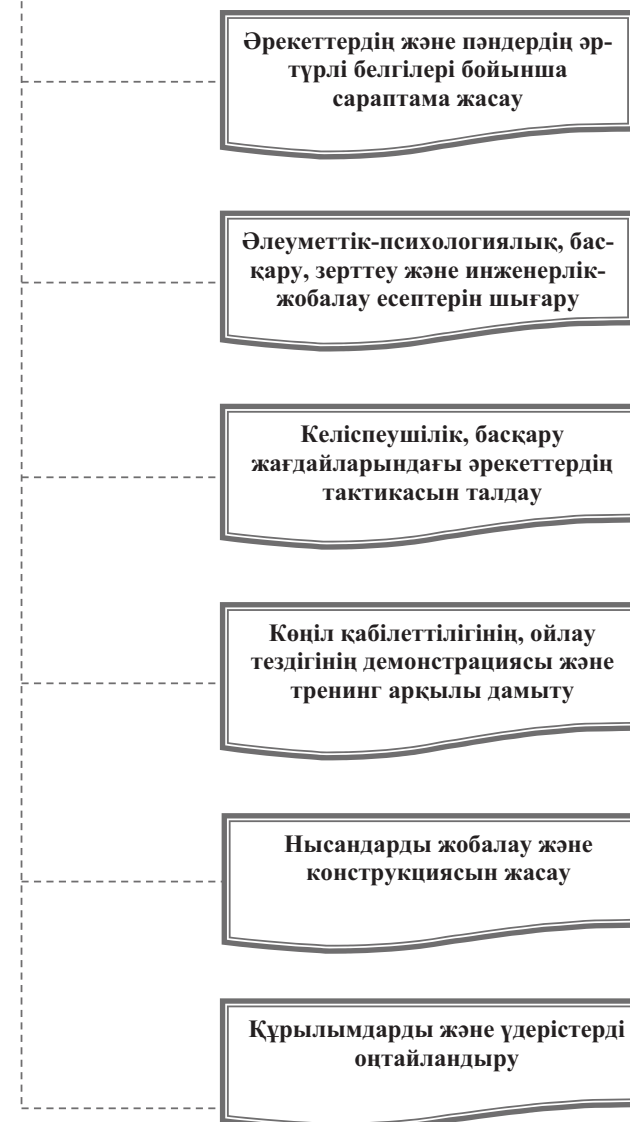 Әрекеттердің және пәндердің әр-
түрлі белгілері бойынша
сараптама жасау
Әлеуметтік-психологиялық, бас-
қару, зерттеу және инженерлік-
жобалау есептерін шығару
Келіспеушілік, басқару
жағдайларындағы әрекеттердің
тактикасын талдау
Көңіл қабілеттілігінің, ойлау
тездігінің демонстрациясы және
тренинг арқылы дамыту
Нысандарды жобалау және
конструкциясын жасау
Құрылымдарды және үдерістерді
оңтайландыру